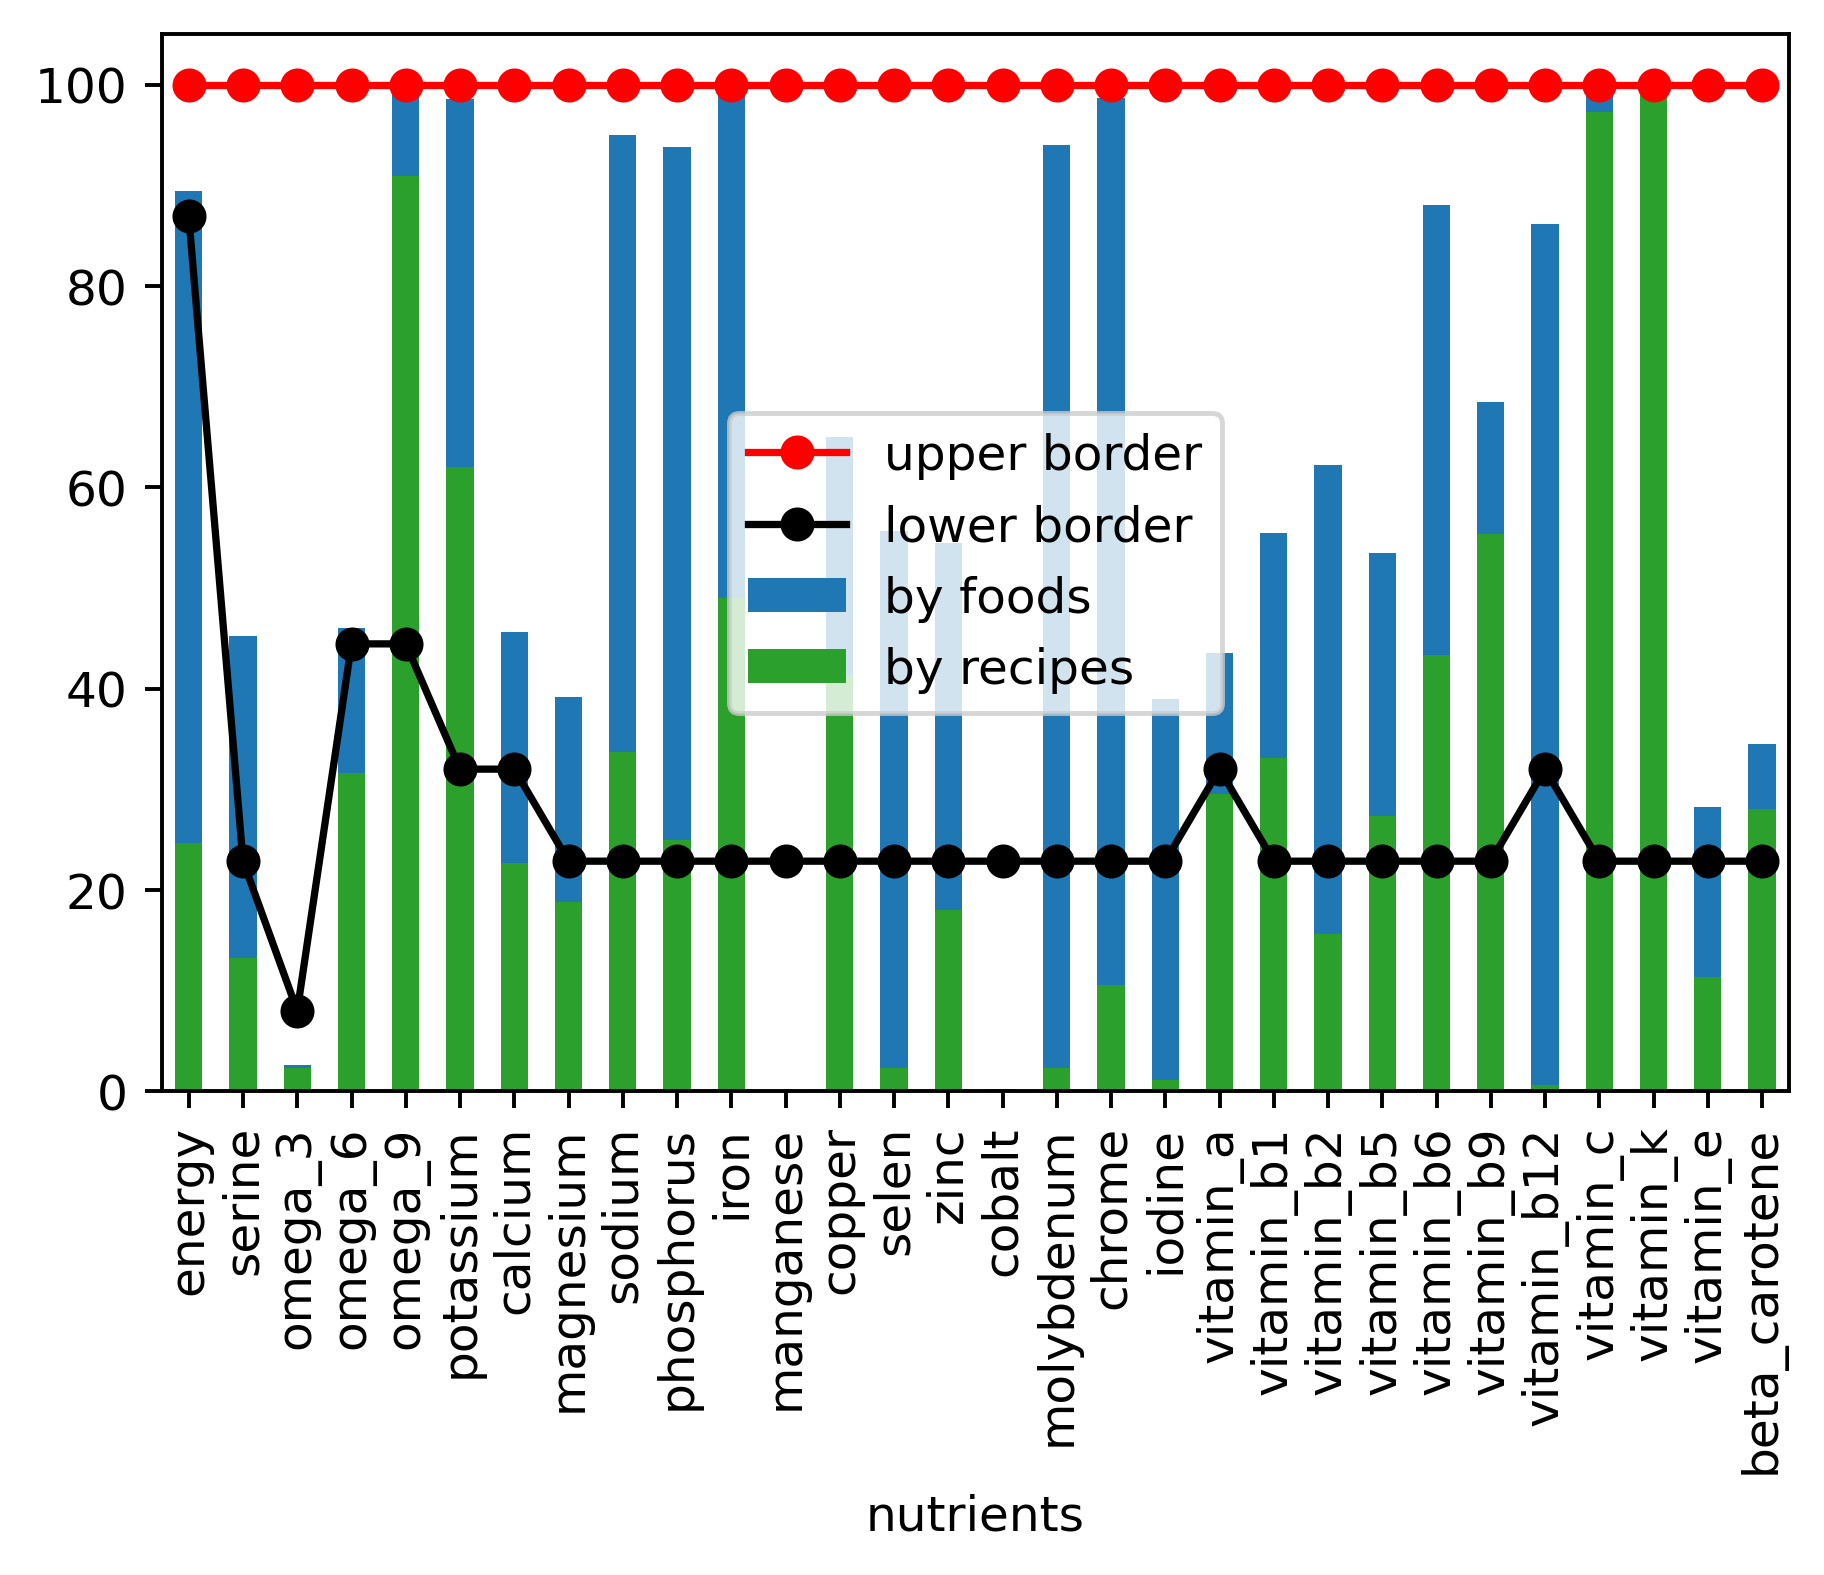 100
80
60
40
20
0
upper border
lower border
by foods
by recipes
energy
serine
omega_3
omega_6
omega_9
potassium
calcium
magnesium
sodium
phosphorus
iron
manganese
copper
selen
zinc
cobalt
molybdenum
chrome
iodine
vitamin_a
vitamin_b1
vitamin_b2
vitamin_b5
vitamin_b6
vitamin_b9
vitamin_b12
vitamin_c
vitamin_k
vitamin_e
beta_carotene
nutrients